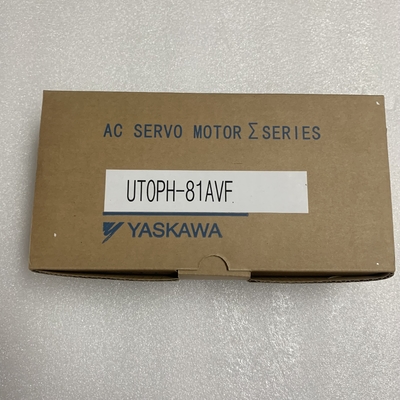 AC SERVO MOTOR Σ SERIES
UTOPH-81AVF
YASKAWA